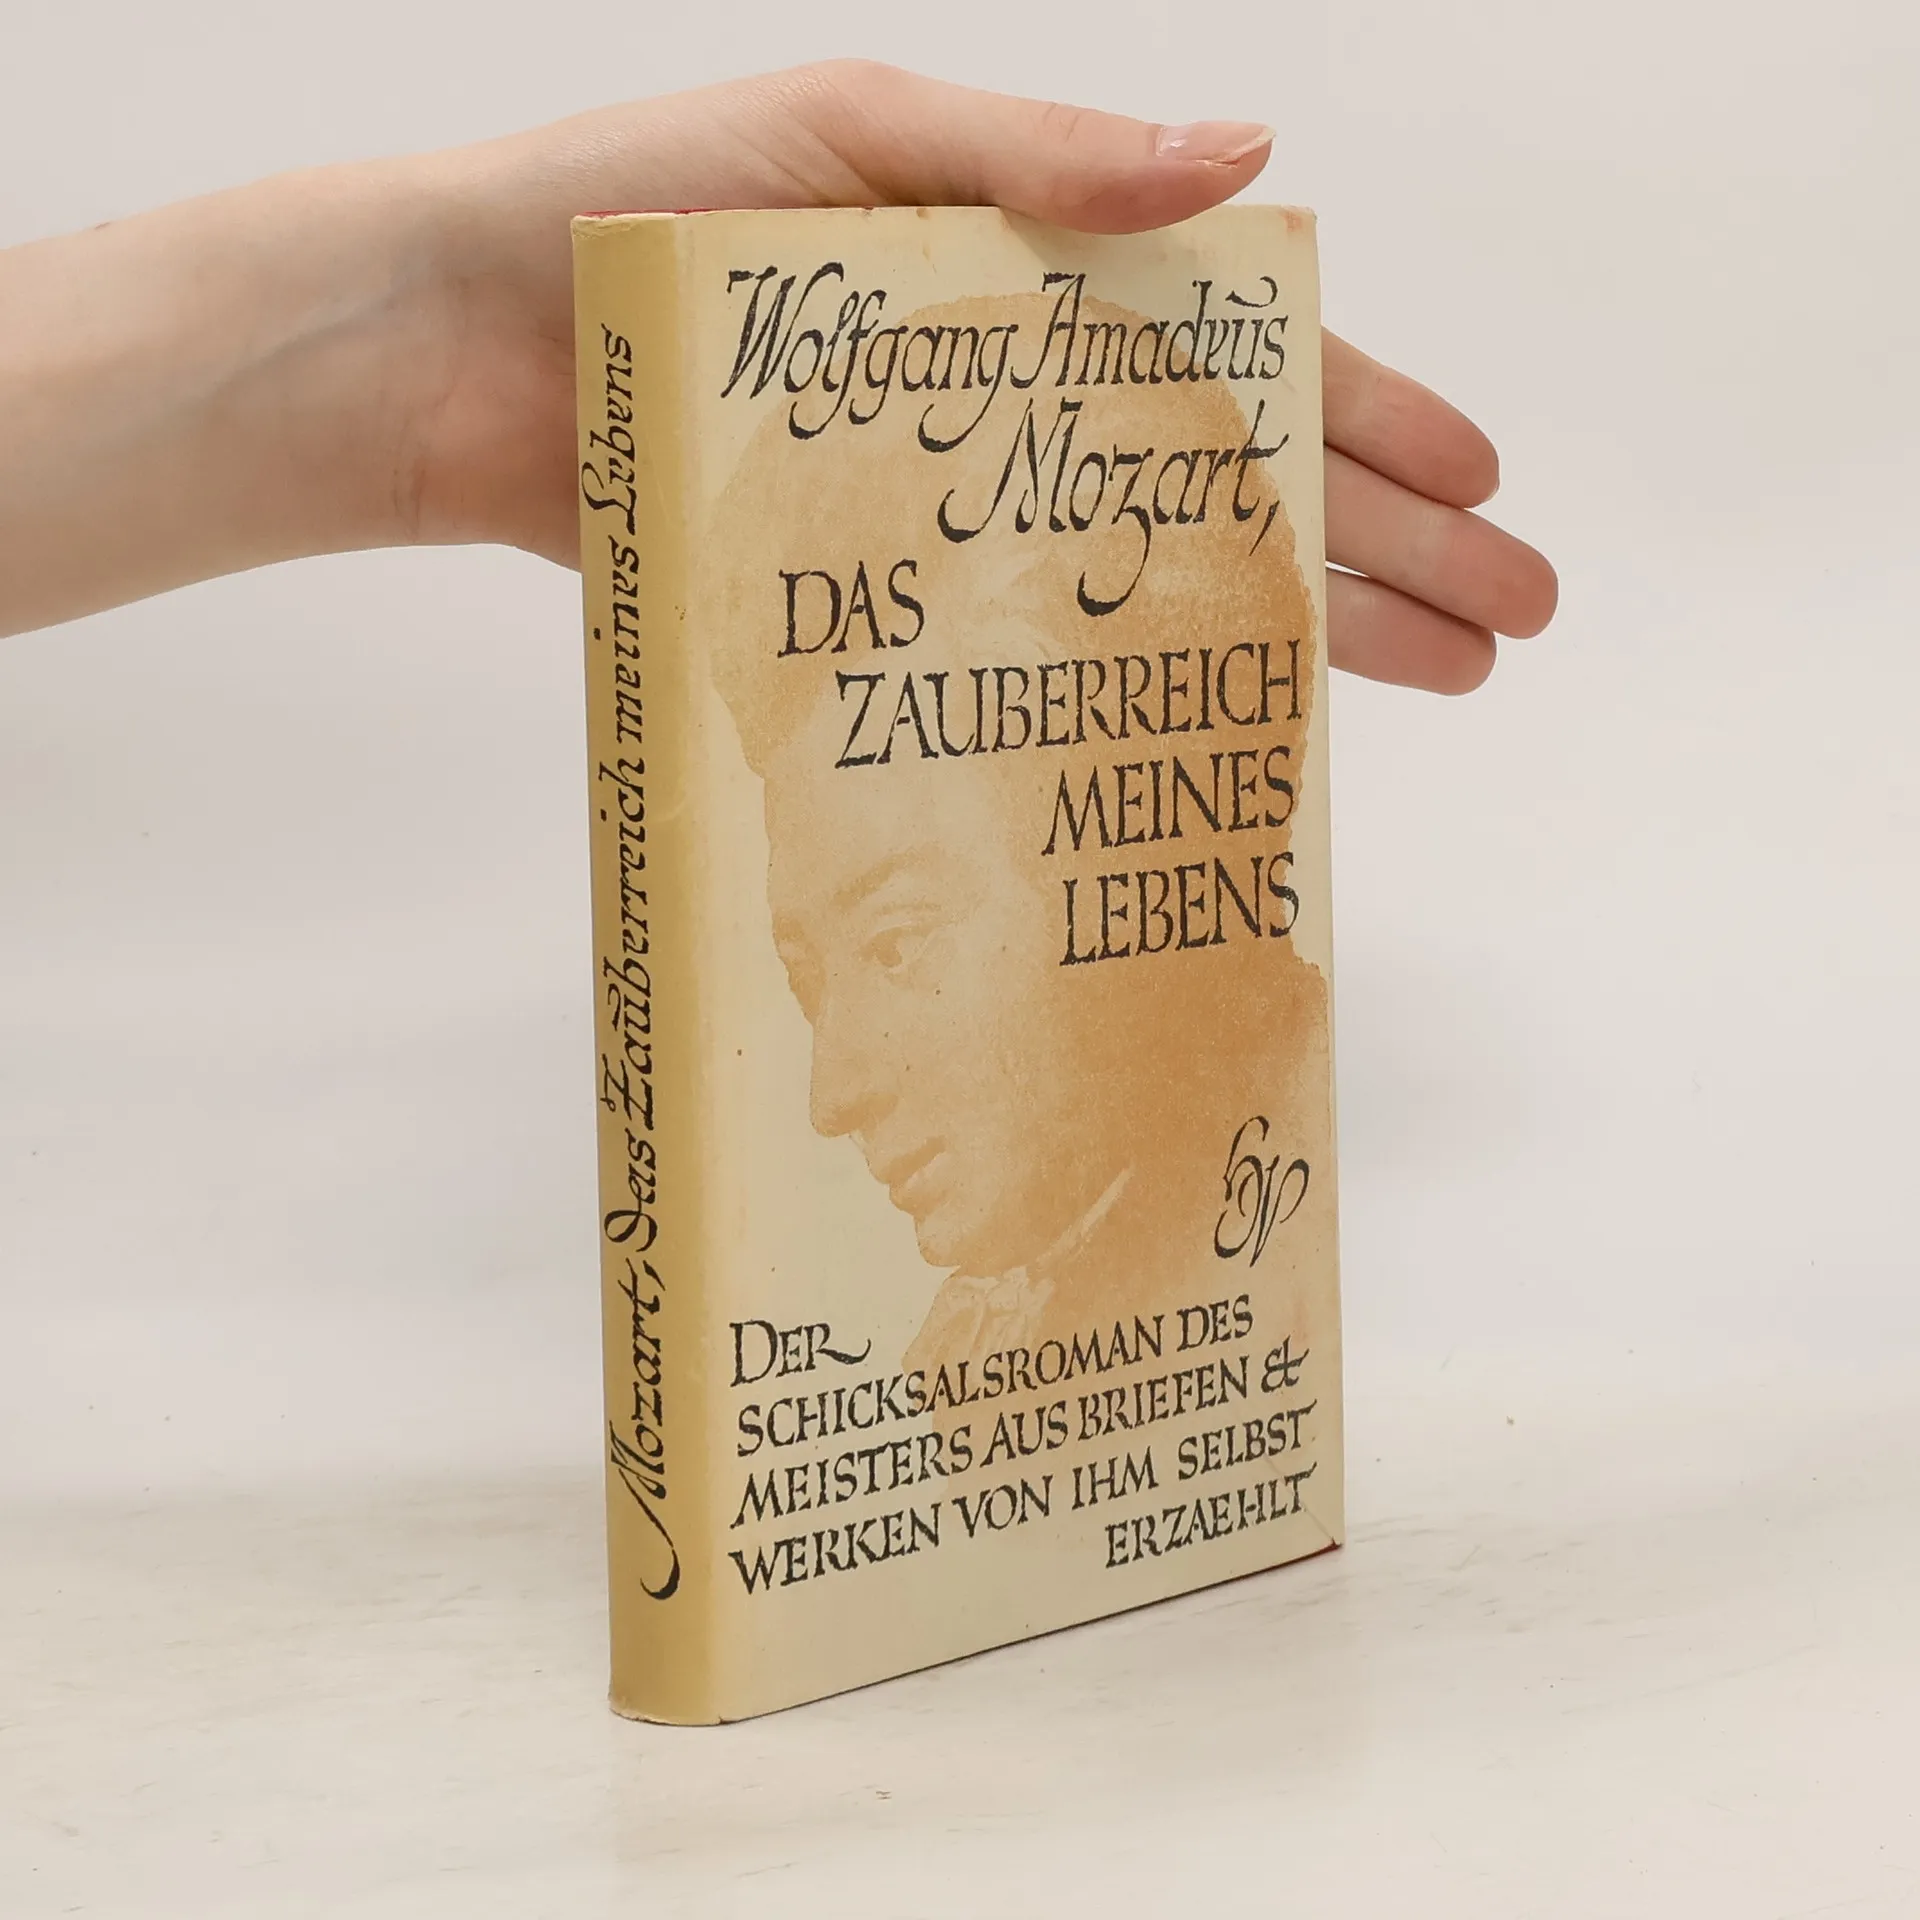 Wolfgang Amadeus
Mozart,
DAS
ZAUBERREICH
MEINES
LEBENS
DER
SCHICKSALSROMAN DES
MEISTERS AUS BRIEFEN &
WERKEN VON IHM SELBST
ERZAEHLT
Mozart, Das Zauberreich meines Lebens